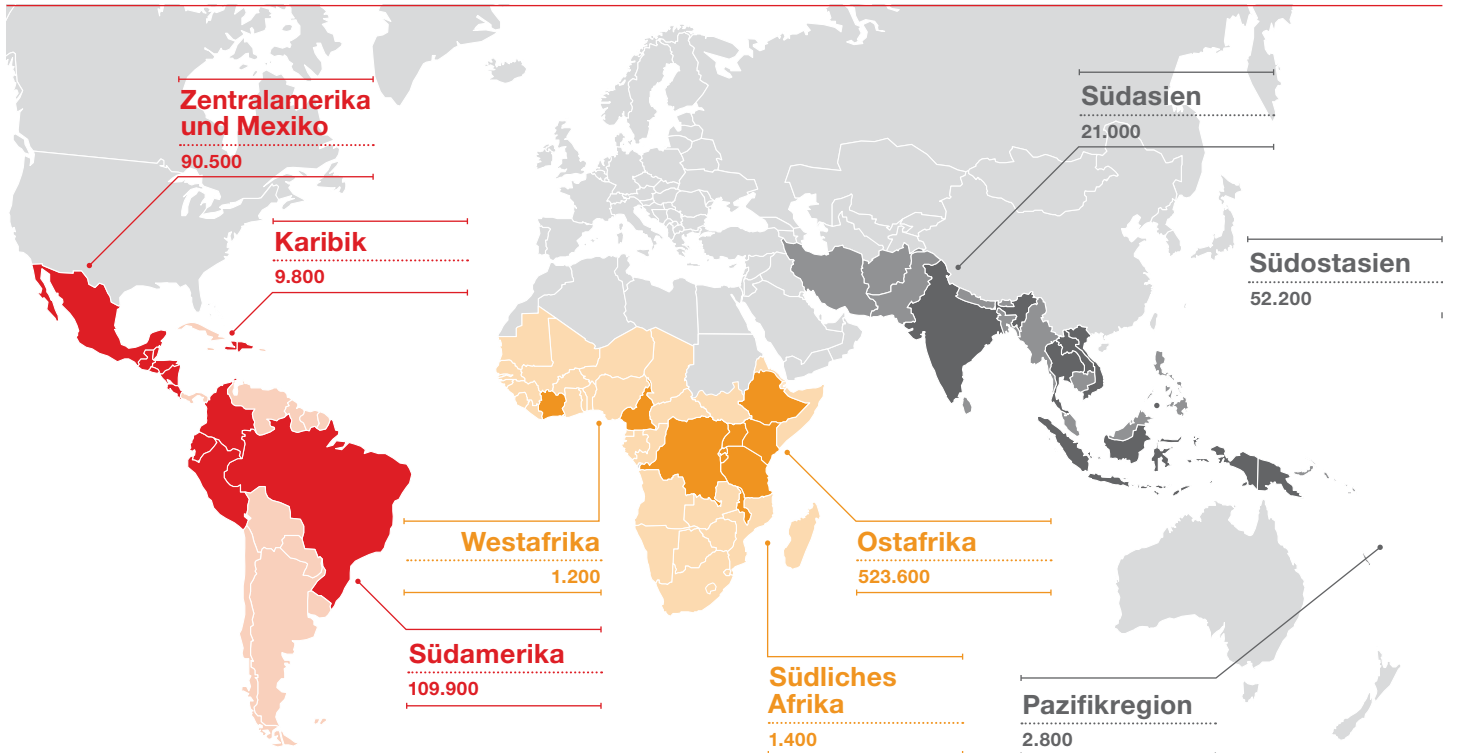 Zentralamerika
und Mexiko
90.500
Karibik
9.800
Südasien
21.000
Südostasien
52.200
Westafrika
1.200
Ostafrika
523.600
Südamerika
109.900
Südliches
Afrika
1.400
Pazifikregion
2.800